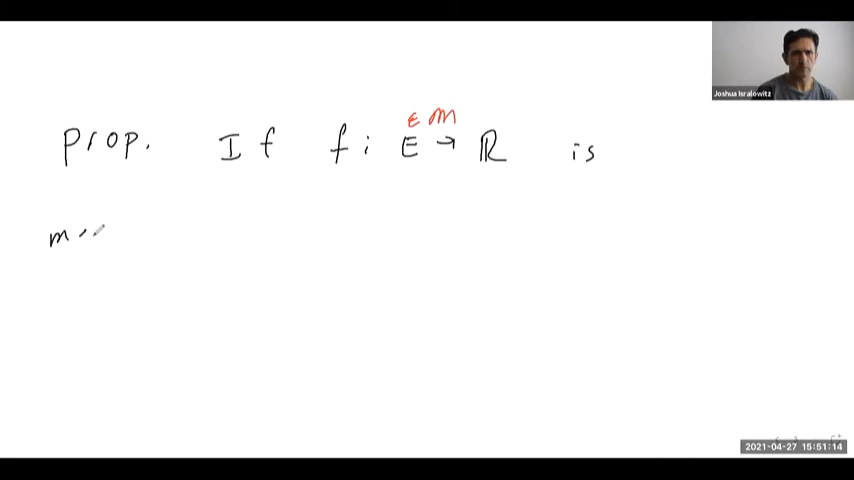 Joshua Isralowitz
∈ M
Prop. If f: E → ℝ is
m
2021-04-27 15:51:14